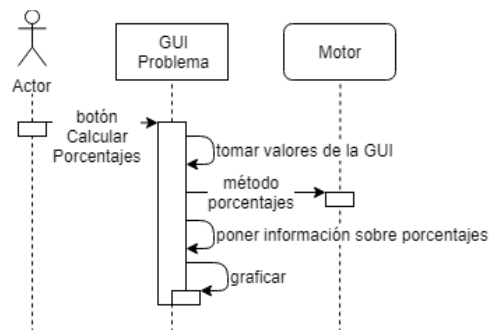 GUI
Problema
Motor
Actor
botón
Calcular
Porcentajes
tomar valores de la GUI
método
porcentajes
poner información sobre porcentajes
graficar